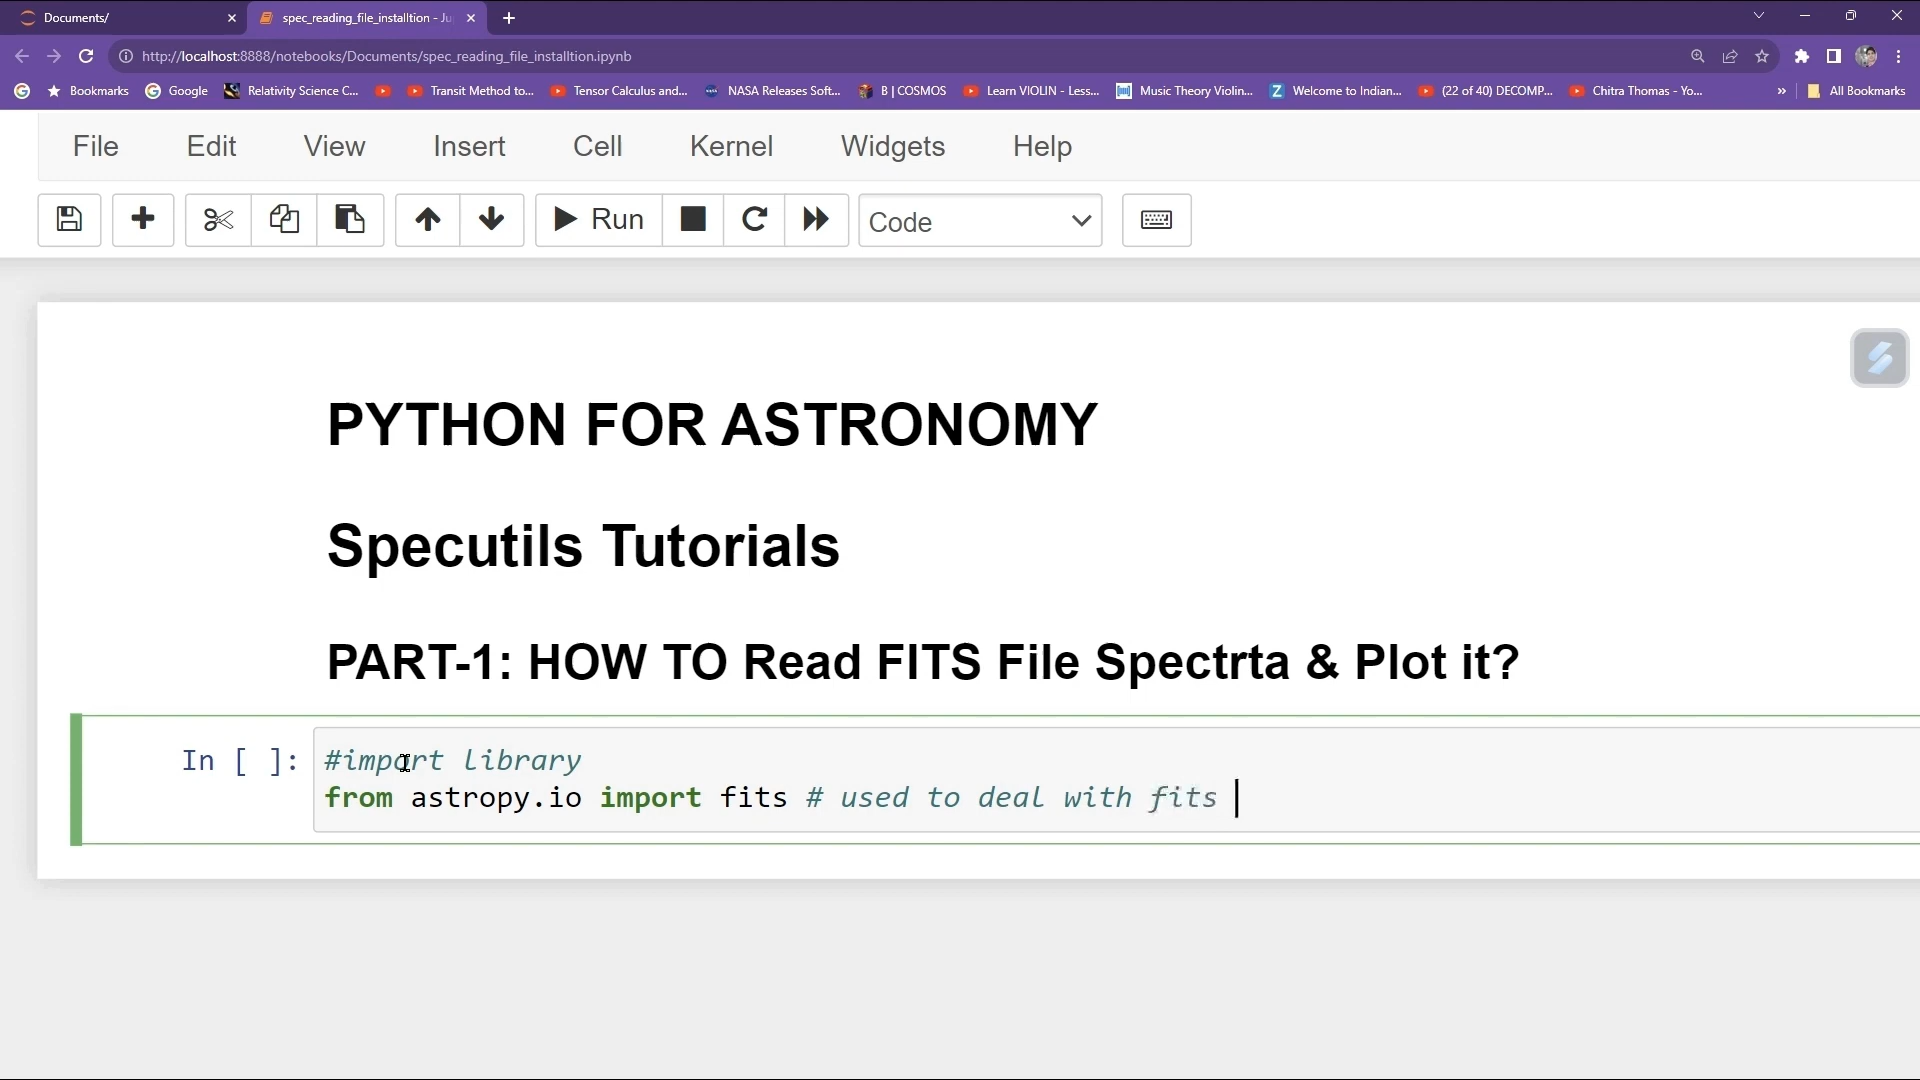 Documents/
spec_reading_file_installtion - Ju
http://localhost:8888/notebooks/Documents/spec_reading_file_installtion.ipynb
Bookmarks Google Relativity Science C... Transit Method to... Tensor Calculus and... NASA Releases Soft... B | COSMOS Learn VIOLIN - Less... Music Theory Violin... Welcome to Indian... (22 of 40) DECOMP... Chitra Thomas - Yo... » All Bookmarks
File Edit View Insert Cell Kernel Widgets Help
Run Code
PYTHON FOR ASTRONOMY
Specutils Tutorials
PART-1: HOW TO Read FITS File Spectrta & Plot it?
In [ ]: #import library
from astropy.io import fits # used to deal with fits